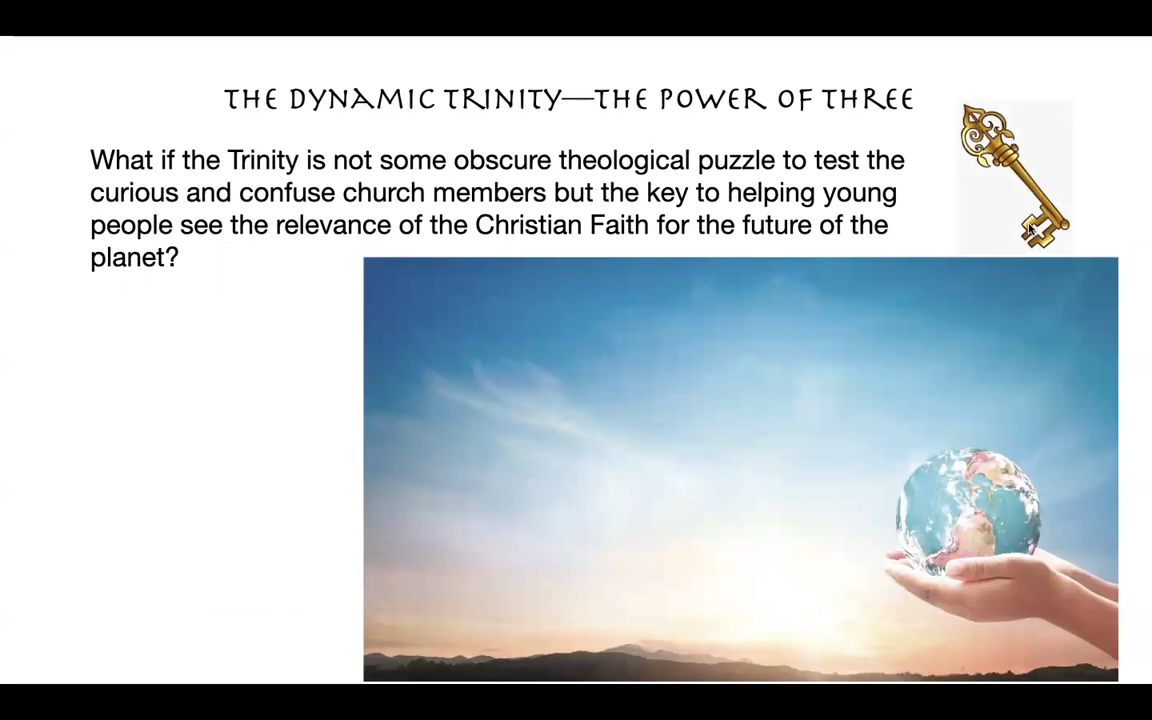 THE DYNAMIC TRINITY—THE POWER OF THREE
What if the Trinity is not some obscure theological puzzle to test the
curious and confuse church members but the key to helping young
people see the relevance of the Christian Faith for the future of the
planet?